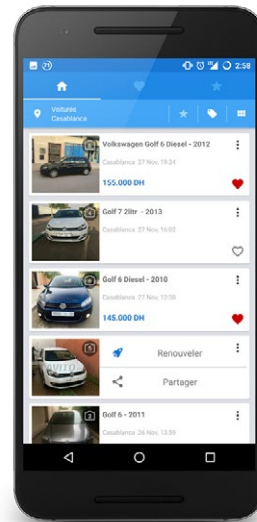 2:58
Voitures
Casablanca
Volkswagen Golf 6 Diesel - 2012
Casablanca 27 Nov, 19:24
155.000 DH
Golf 7 2litr - 2013
Casablanca 27 Nov, 16:02
Golf 6 Diesel - 2010
Casablanca 27 Nov, 12:58
145.000 DH
Renouveler
AVITO
Partager
Golf 6 - 2011
Casablanca 26 Nov, 13:59